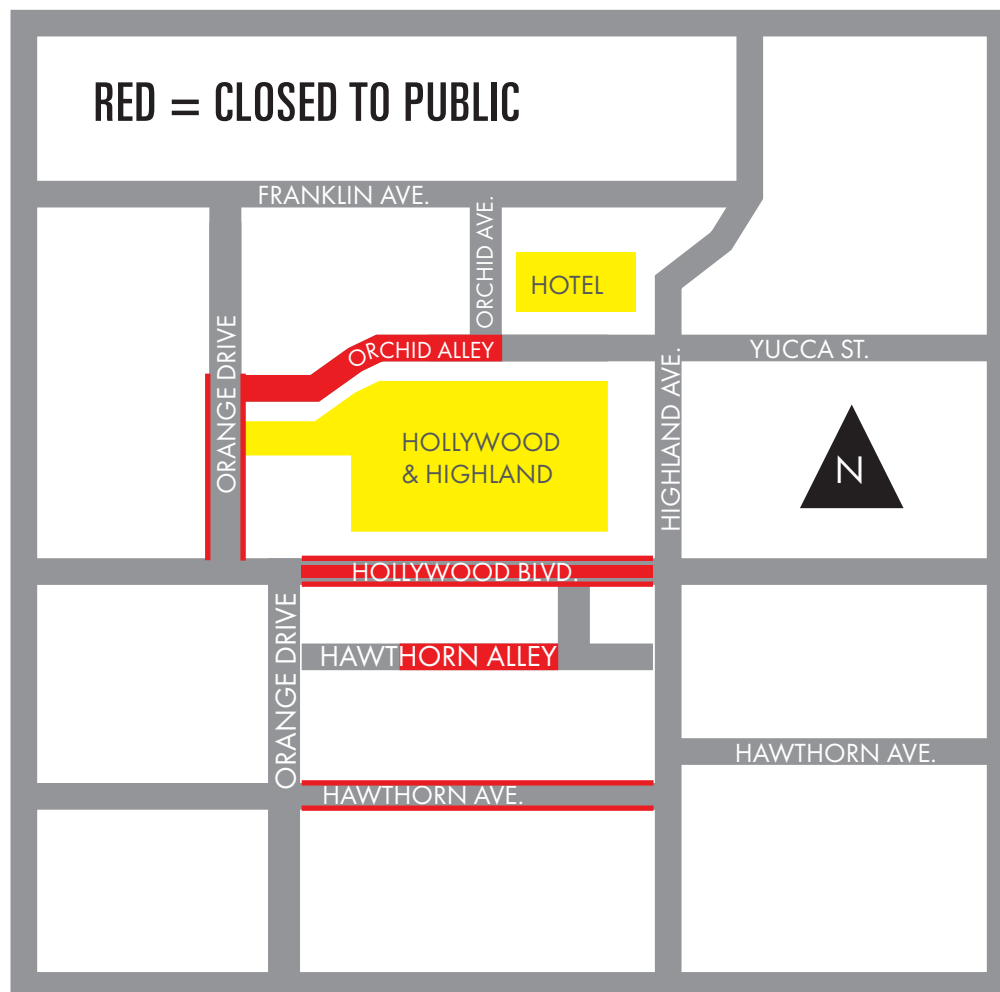 RED = CLOSED TO PUBLIC
FRANKLIN AVE.
ORCHID AVE.
HOTEL
ORCHID ALLEY
YUCCA ST.
ORANGE DRIVE
HIGHLAND AVE.
HOLLYWOOD
& HIGHLAND
N
HOLLYWOOD BLVD.
ORANGE DRIVE
HAWTHORN ALLEY
HAWTHORN AVE.
HAWTHORN AVE.